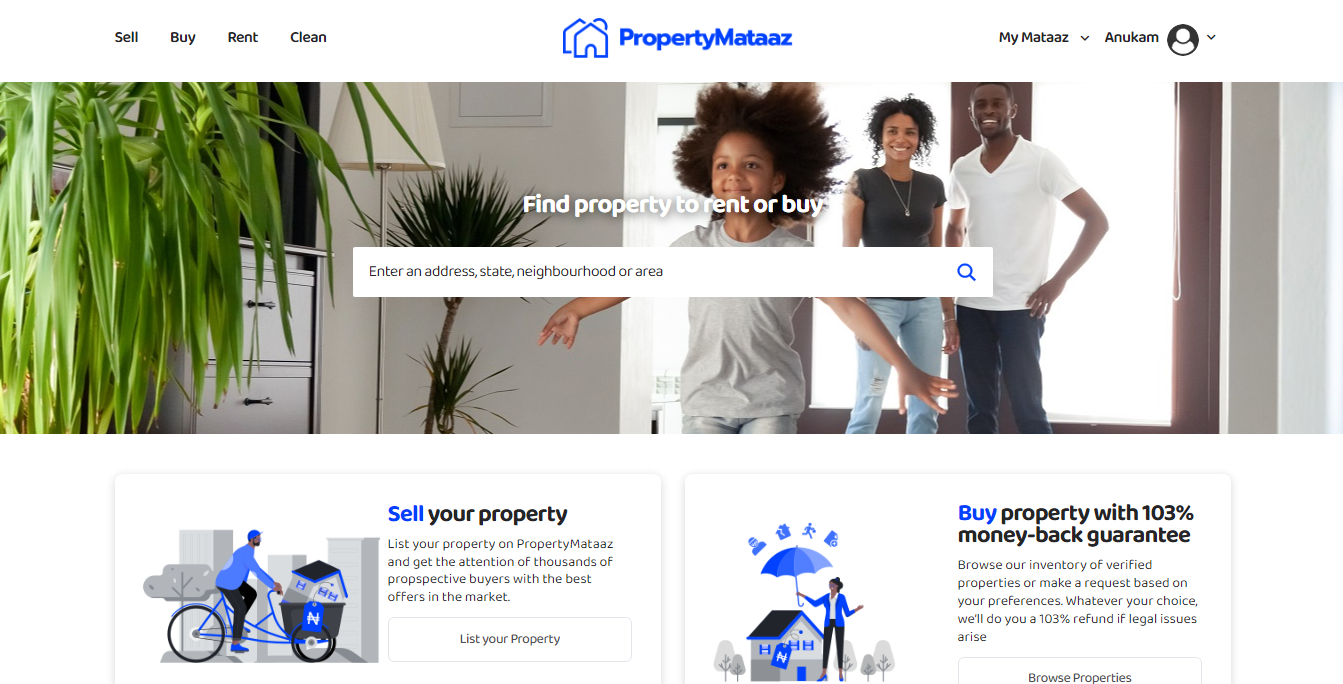 Sell Buy Rent Clean PropertyMataaz My Mataaz Anukam
Find property to rent or buy
Enter an address, state, neighbourhood or area
Sell your property
List your property on PropertyMataaz
and get the attention of thousands of
propspective buyers with the best
offers in the market.
₦
List your Property
Buy property with 103%
money-back guarantee
Browse our inventory of verified
properties or make a request based on
your preferences. Whatever your choice,
we'll do you a 103% refund if legal issues
arise
₦
Browse Properties